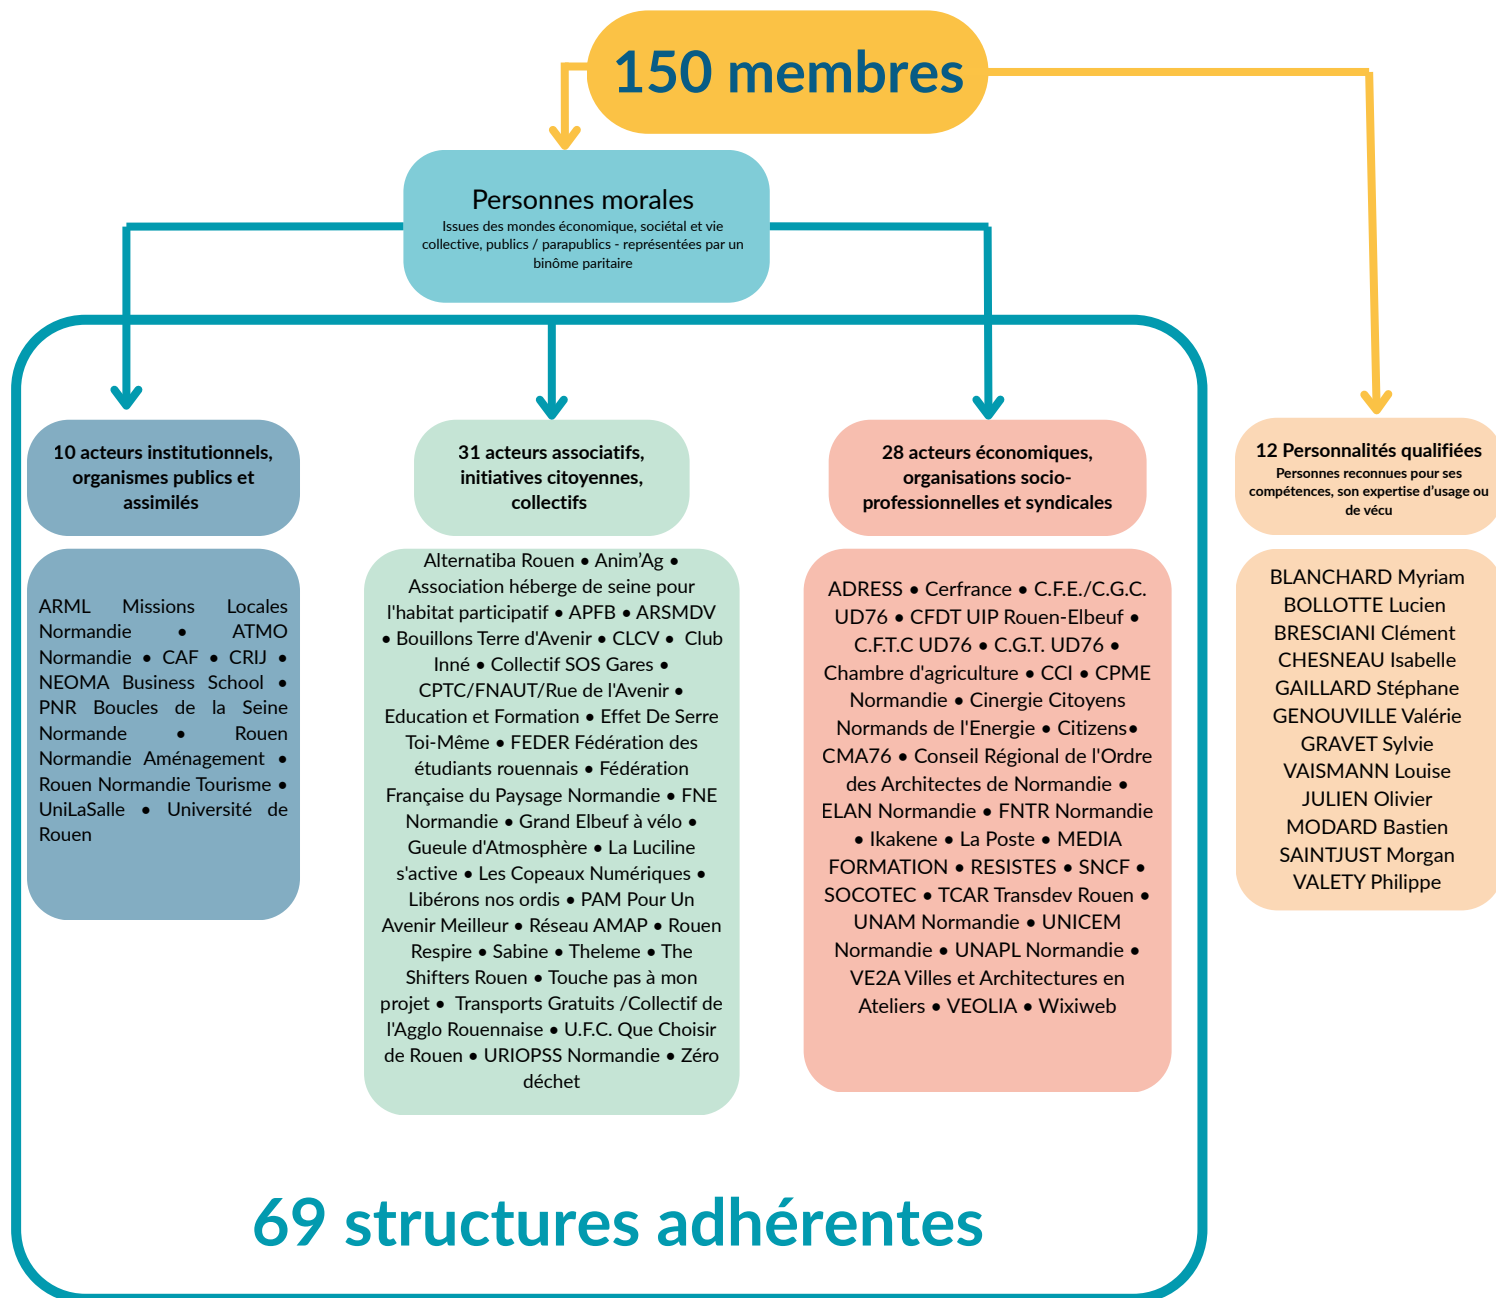 150 membres
Personnes morales
Issues des mondes économique, sociétal et vie
collective, publics / parapublics - représentées par un
binôme paritaire
10 acteurs institutionnels,
organismes publics et
assimilés
ARML Missions Locales
Normandie • ATMO
Normandie • CAF • CRIJ •
NEOMA Business School •
PNR Boucles de la Seine
Normande • Rouen
Normandie Aménagement •
Rouen Normandie Tourisme •
UniLaSalle • Université de
Rouen
31 acteurs associatifs,
initiatives citoyennes,
collectifs
Alternatiba Rouen • Anim'Ag •
Association héberge de seine pour
l'habitat participatif • APFB • ARSMDV
• Bouillons Terre d'Avenir • CLCV • Club
Inné • Collectif SOS Gares •
CPTC/FNAUT/Rue de l'Avenir •
Education et Formation • Effet De Serre
Toi-Même • FEDER Fédération des
étudiants rouennais • Fédération
Française du Paysage Normandie • FNE
Normandie • Grand Elbeuf à vélo •
Gueule d'Atmosphère • La Luciline
s'active • Les Copeaux Numériques •
Libérons nos ordis • PAM Pour Un
Avenir Meilleur • Réseau AMAP • Rouen
Respire • Sabine • Theleme • The
Shifters Rouen • Touche pas à mon
projet • Transports Gratuits /Collectif de
l'Agglo Rouennaise • U.F.C. Que Choisir
de Rouen • URIOPSS Normandie • Zéro
déchet
28 acteurs économiques,
organisations socio-
professionnelles et syndicales
ADRESS • Cerfrance • C.F.E./C.G.C.
UD76 • CFDT UIP Rouen-Elbeuf •
C.F.T.C UD76 • C.G.T. UD76 •
Chambre d'agriculture • CCI • CPME
Normandie • Cinergie Citoyens
Normands de l'Energie • Citizens•
CMA76 • Conseil Régional de l'Ordre
des Architectes de Normandie •
ELAN Normandie • FNTR Normandie
• Ikakene • La Poste • MEDIA
FORMATION • RESISTES • SNCF •
SOCOTEC • TCAR Transdev Rouen •
UNAM Normandie • UNICEM
Normandie • UNAPL Normandie •
VE2A Villes et Architectures en
Ateliers • VEOLIA • Wixiweb
12 Personnalités qualifiées
Personnes reconnues pour ses
compétences, son expertise d'usage ou
de vécu
BLANCHARD Myriam
BOLLOTTE Lucien
BRESCIANI Clément
CHESNEAU Isabelle
GAILLARD Stéphane
GENOUVILLE Valérie
GRAVET Sylvie
VAISMANN Louise
JULIEN Olivier
MODARD Bastien
SAINTJUST Morgan
VALETY Philippe
69 structures adhérentes